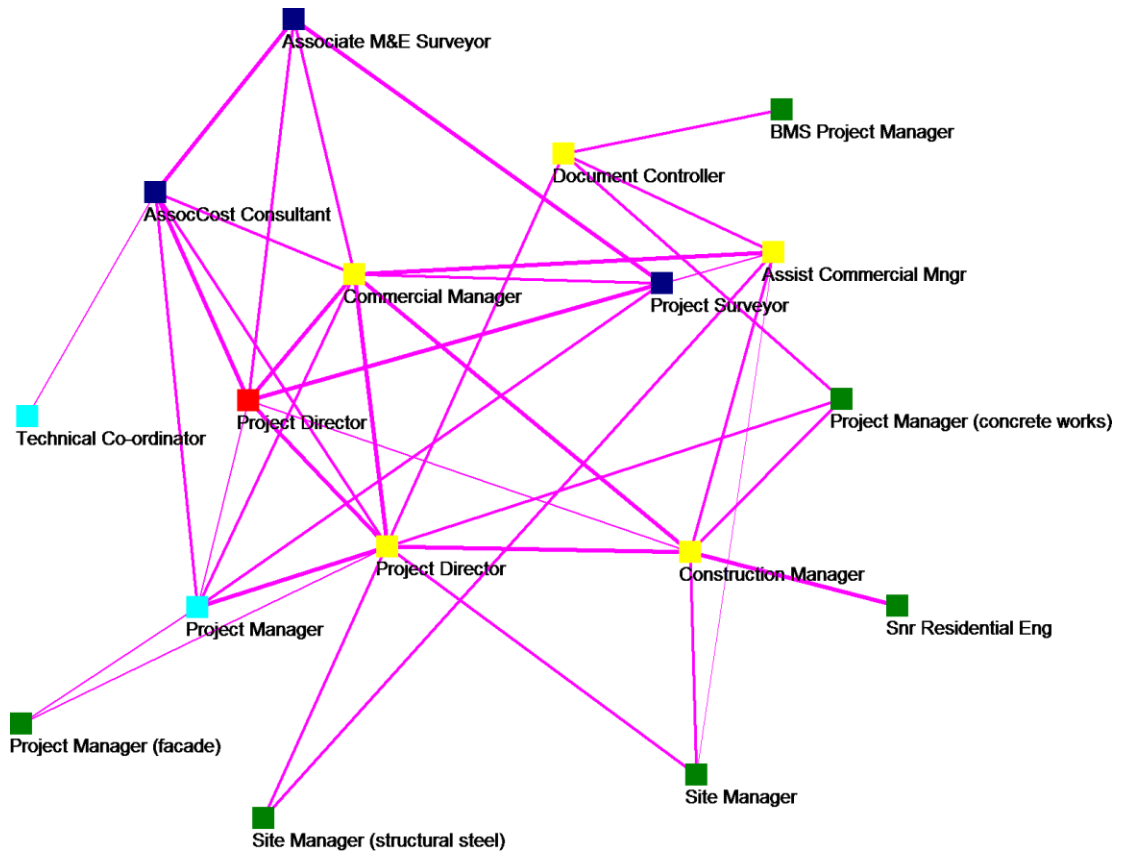 Associate M&E Surveyor
BMS Project Manager
Document Controller
AssocCost Consultant
Assist Commercial Mngr
Commercial Manager
Project Surveyor
Project Director
Project Manager (concrete works)
Technical Co-ordinator
Project Director
Construction Manager
Project Manager
Snr Residential Eng
Project Manager (facade)
Site Manager
Site Manager (structural steel)